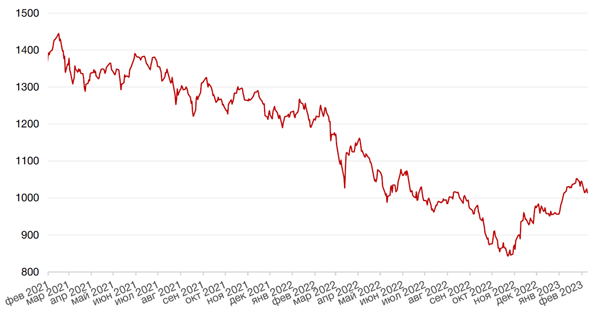 1500
1400
1300
1200
1100
1000
900
800
фев 2021
мар 2021
апр 2021
май 2021
июн 2021
июл 2021
авг 2021
сен 2021
окт 2021
ноя 2021
дек 2021
янв 2022
фев 2022
мар 2022
апр 2022
май 2022
июн 2022
июл 2022
авг 2022
сен 2022
окт 2022
ноя 2022
дек 2022
янв 2023
фев 2023